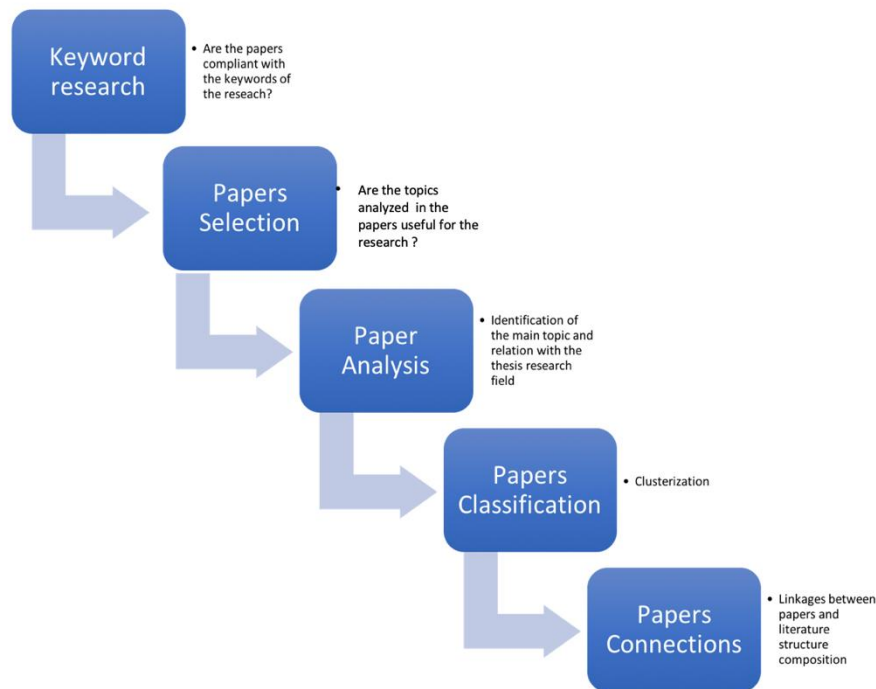 Keyword
research
• Are the papers
compliant with
the keywords of
the reseach?
Papers
Selection
• Are the topics
analyzed in the
papers useful for the
research ?
Paper
Analysis
• Identification of
the main topic and
relation with the
thesis research
field
Papers
Classification
• Clusterization
Papers
Connections
• Linkages between
papers and
literature
structure
composition